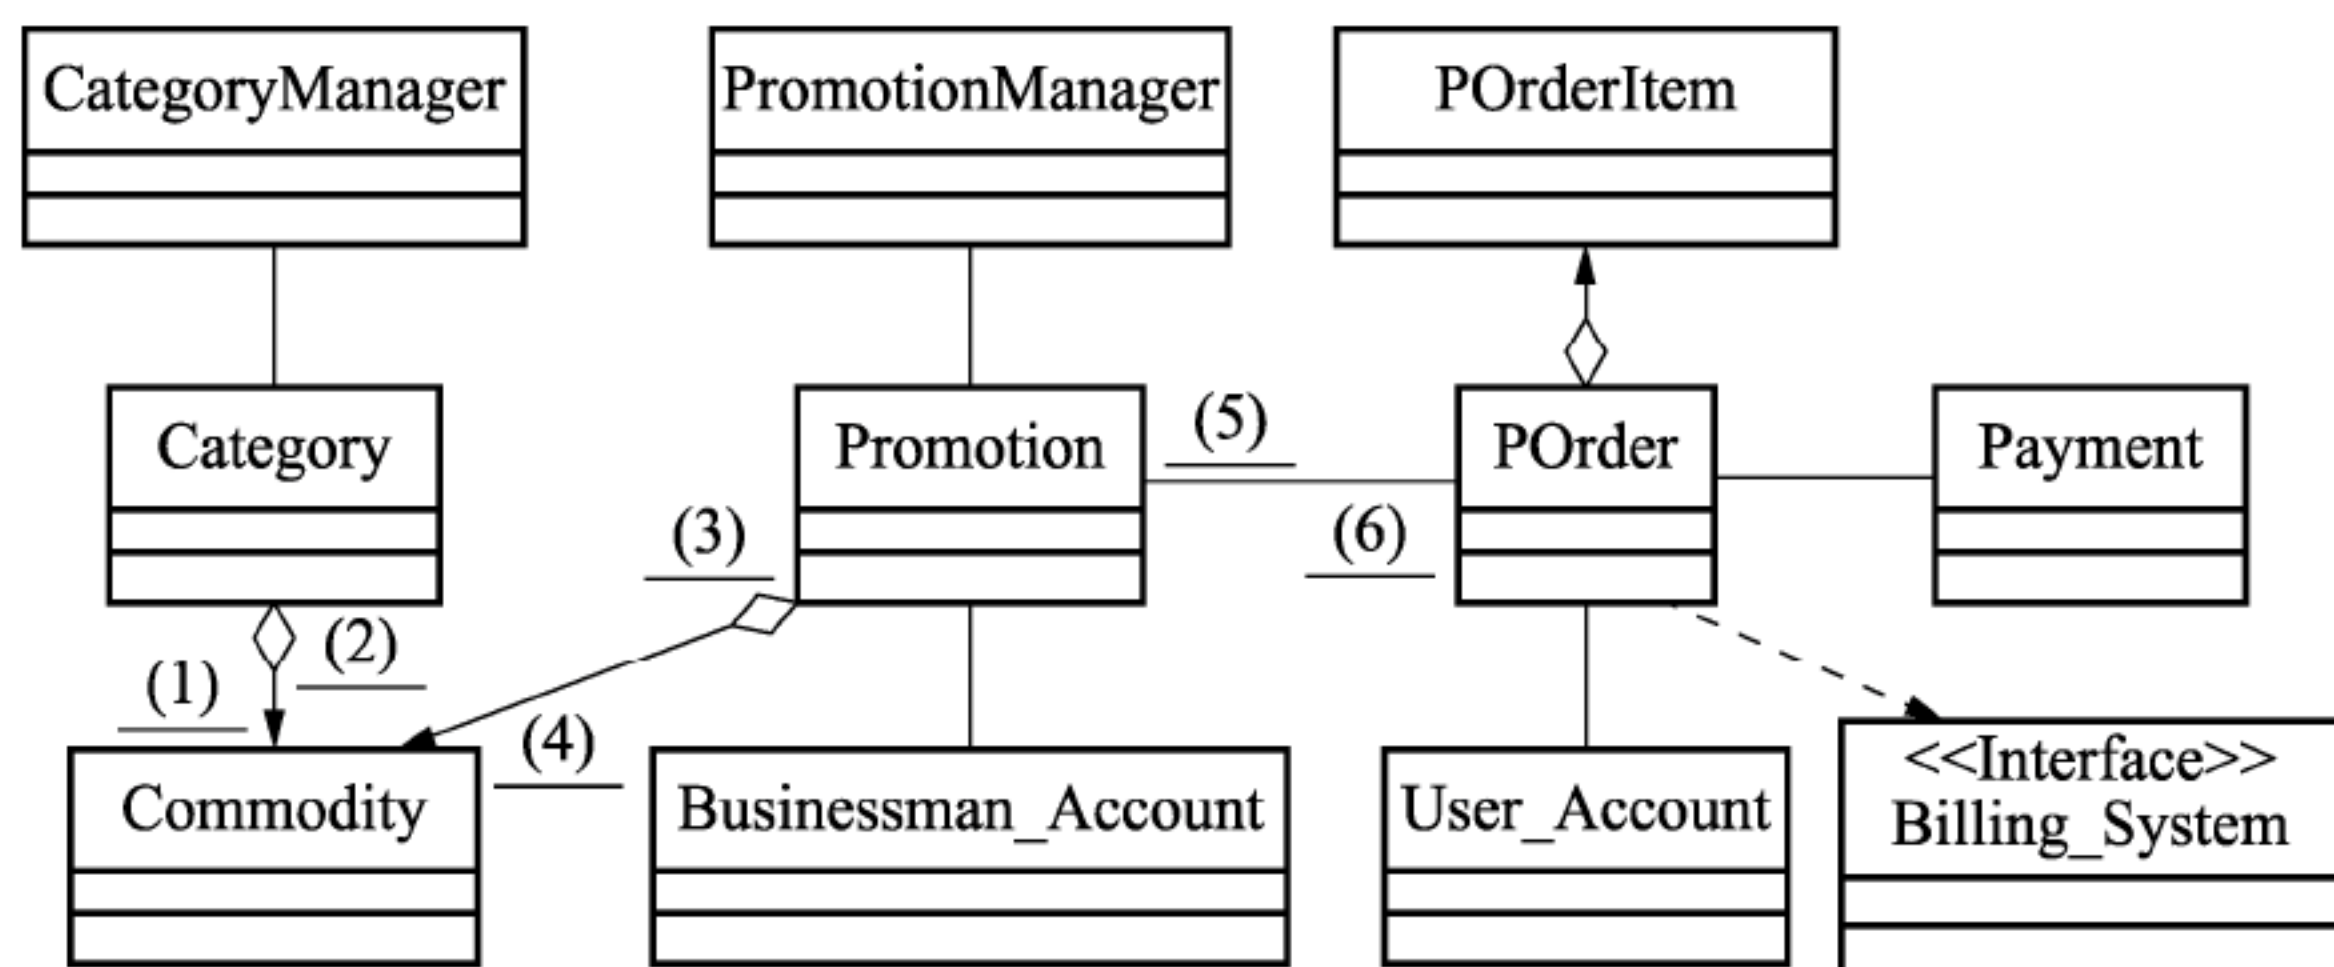 CategoryManager
PromotionManager
POrderItem
Category
Promotion
(5)
POrder
Payment
(3)
(6)
(2)
(1)
(4)
Commodity
Businessman_Account
User_Account
<<Interface>>
Billing_System